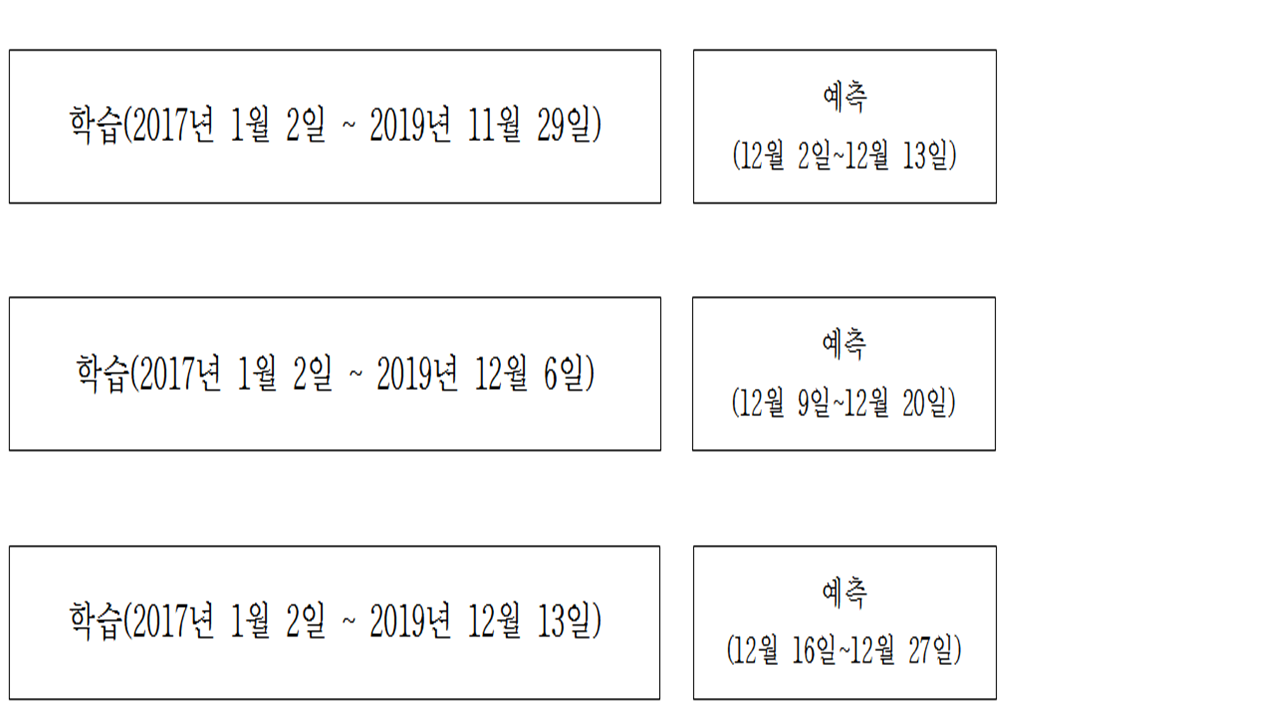 학습(2017년 1월 2일 ~ 2019년 11월 29일)
예측
(12월 2일~12월 13일)
학습(2017년 1월 2일 ~ 2019년 12월 6일)
예측
(12월 9일~12월 20일)
학습(2017년 1월 2일 ~ 2019년 12월 13일)
예측
(12월 16일~12월 27일)